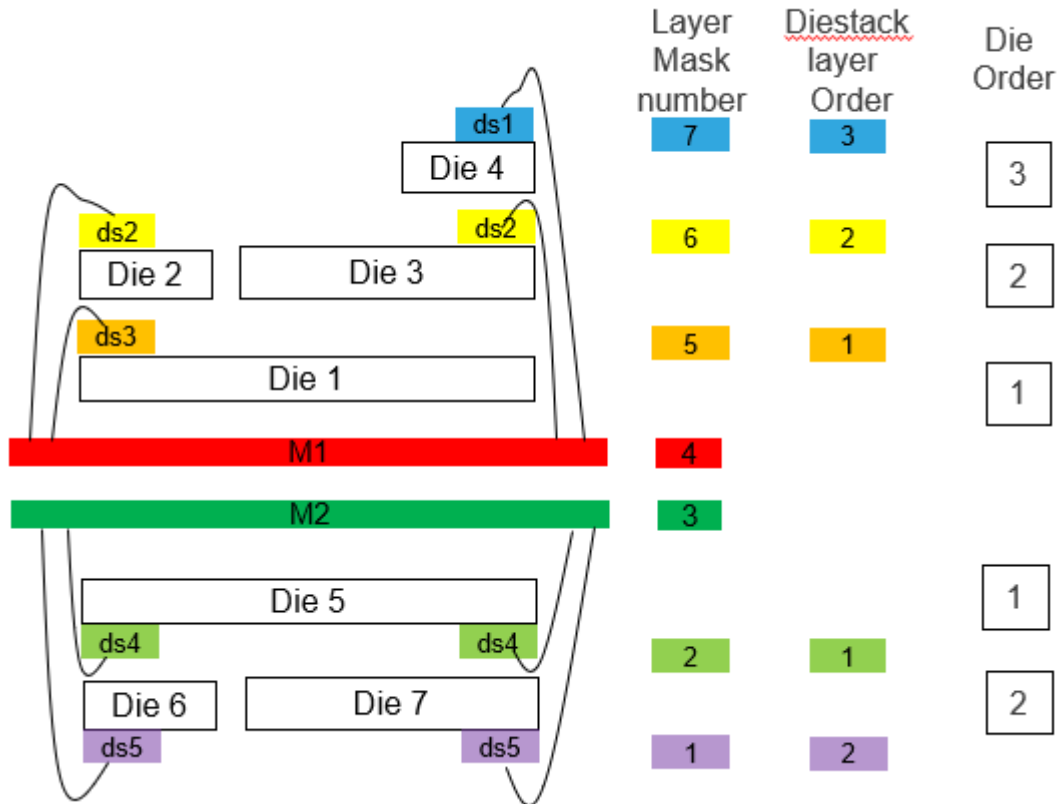 Layer
Mask
number
Diestack
layer
Order
Die
Order
ds1 7 3
Die 4 3
ds2 ds2 6 2
Die 2 Die 3 2
ds3 5 1
Die 1 1
M1 4
M2 3
Die 5 1
ds4 ds4 2 1
Die 6 Die 7 2
ds5 ds5 1 2